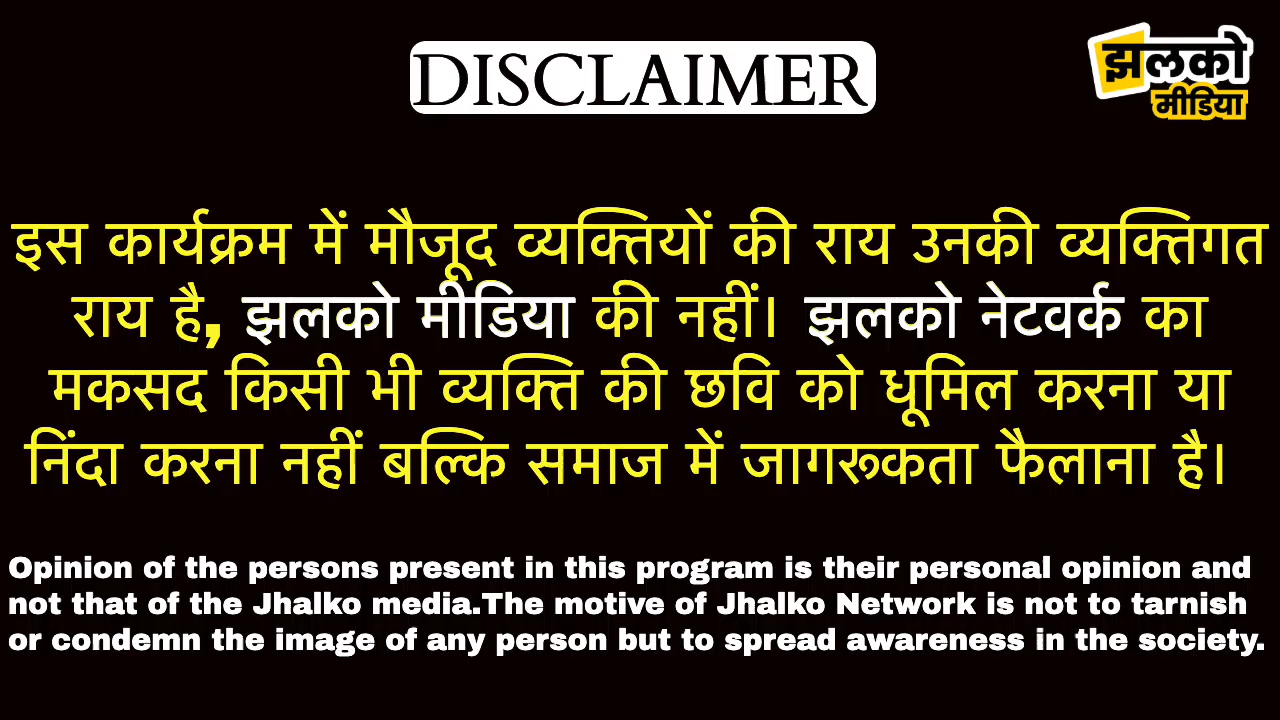 DISCLAIMER
झलको
मीडिया
इस कार्यक्रम में मौजूद व्यक्तियों की राय उनकी व्यक्तिगत
राय है, झलको मीडिया की नहीं। झलको नेटवर्क का
मकसद किसी भी व्यक्ति की छवि को धूमिल करना या
निंदा करना नहीं बल्कि समाज में जागरूकता फैलाना है।
Opinion of the persons present in this program is their personal opinion and
not that of the Jhalko media.The motive of Jhalko Network is not to tarnish
or condemn the image of any person but to spread awareness in the society.